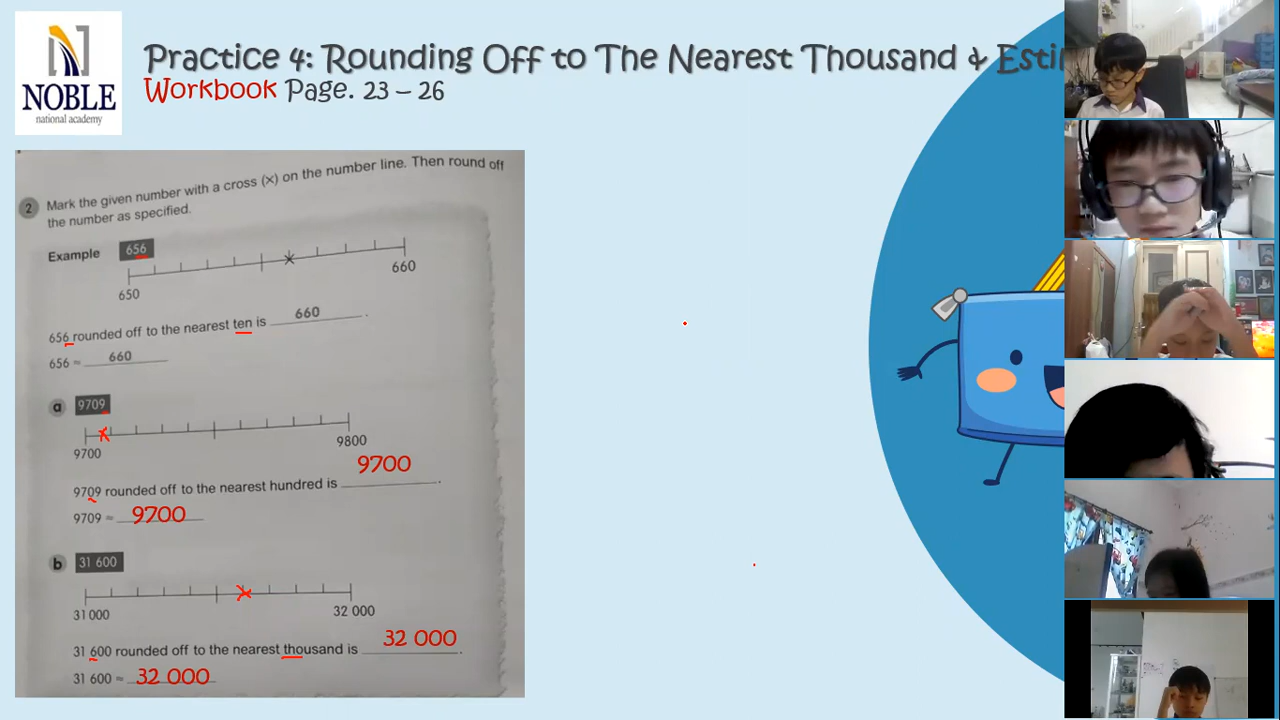 NOBLE
national academy
Practice 4: Rounding Off to The Nearest Thousand &
Workbook Page. 23 – 26
2 Mark the given number with a cross (×) on the number line. Then round off
the number as specified.
Example 656
650 660
656 rounded off to the nearest ten is 660.
656 ≈ 660
a 9709
9700 9800
9709 rounded off to the nearest hundred is 9700.
9709 ≈ 9700
b 31 600
31 000 32 000
31 600 rounded off to the nearest thousand is 32 000.
31 600 ≈ 32 000